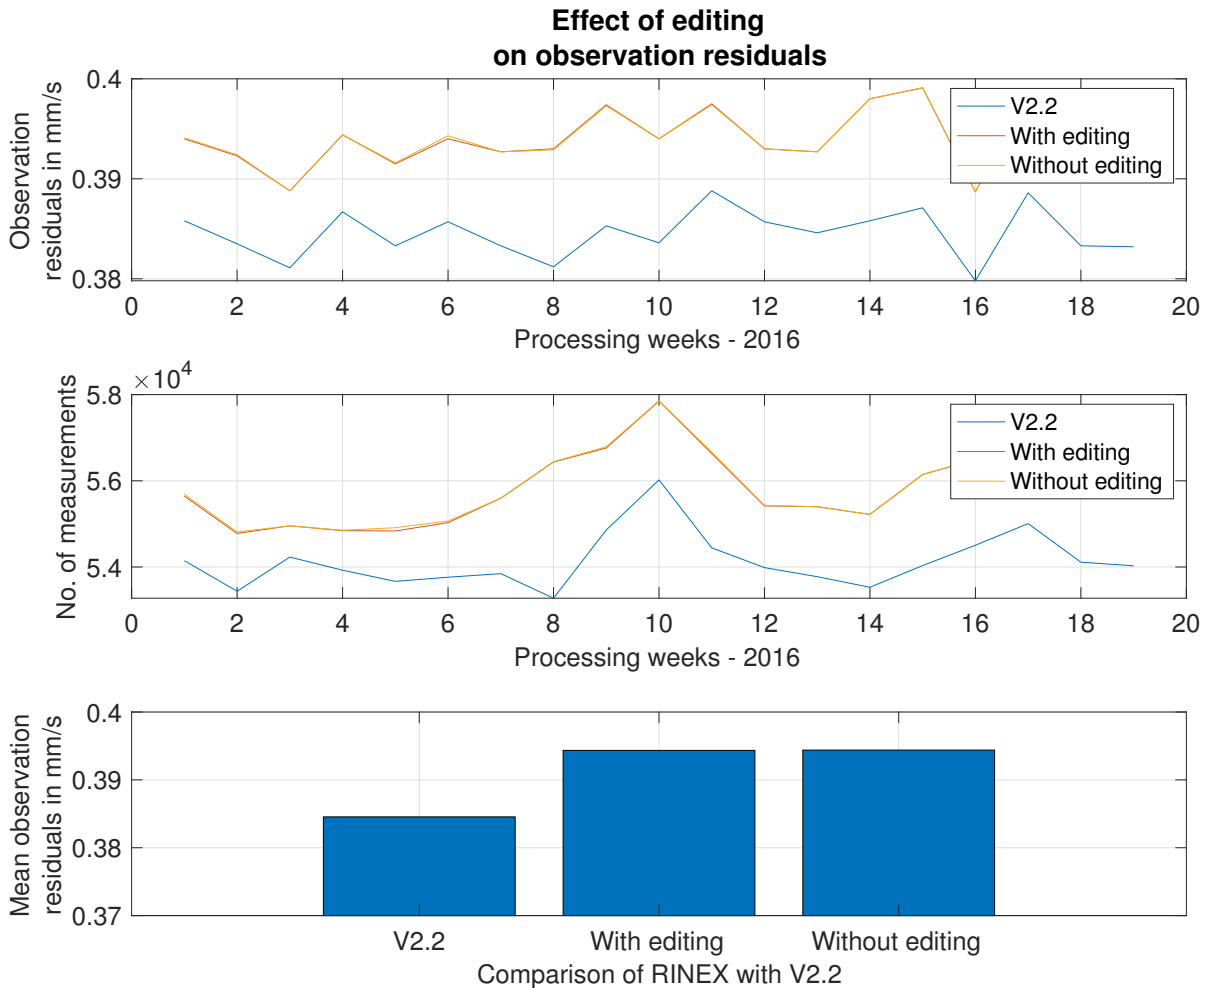 Effect of editing
on observation residuals
Observation
residuals in mm/s
0.4
0.39
0.38
V2.2
With editing
Without editing
0 2 4 6 8 10 12 14 16 18 20
Processing weeks - 2016
×10⁴
No. of measurements
5.8
5.6
5.4
V2.2
With editing
Without editing
0 2 4 6 8 10 12 14 16 18 20
Processing weeks - 2016
Mean observation
residuals in mm/s
0.4
0.39
0.38
0.37
V2.2 With editing Without editing
Comparison of RINEX with V2.2